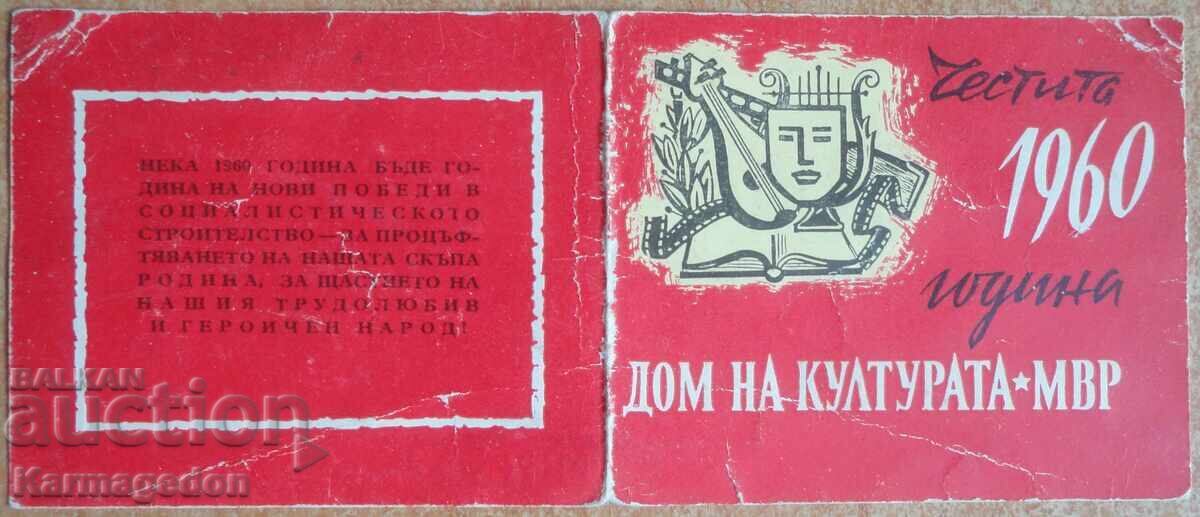 НЕКА 1960 ГОДИНА БЪДЕ ГО-
ДИНА НА НОВИ ПОБЕДИ В
СОЦИАЛИСТИЧЕСКОТО
СТРОИТЕЛСТВО—ЗА ПРОЦЪФ-
ТЯВАНЕТО НА НАШАТА СКЪПА
РОДИНА, ЗА ЩАСТИЕТО НА
НАШИЯ ТРУДОЛЮБИВ
И ГЕРОИЧЕН НАРОД!
Честита
1960
година
ДОМ НА КУЛТУРАТА★МВР
BALKAN
auction
Karmagedon